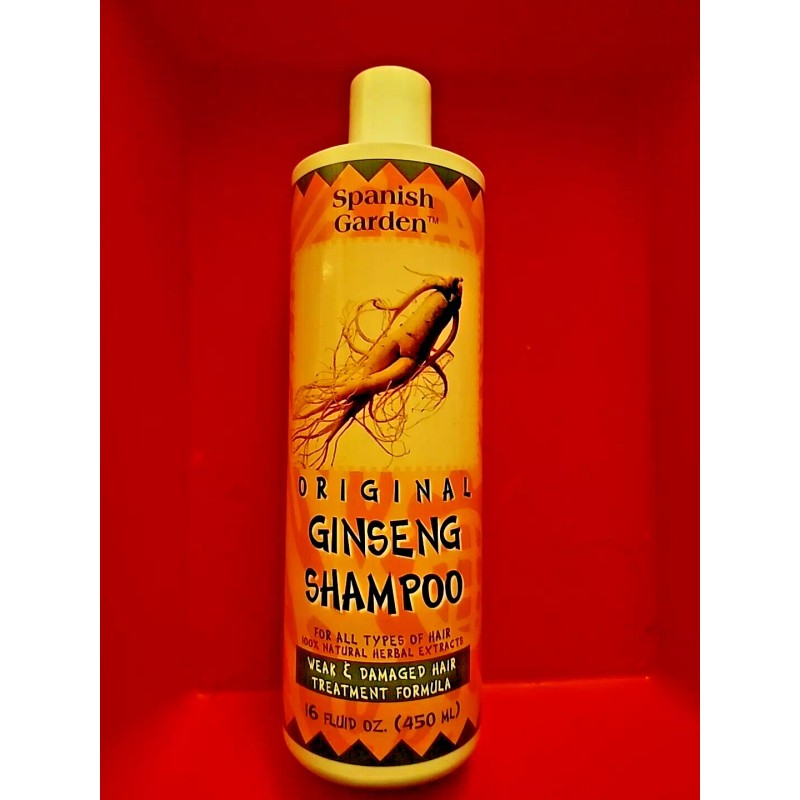 Spanish
Garden™
ORIGINAL
GINSENG
SHAMPOO
FOR ALL TYPES OF HAIR
100% NATURAL HERBAL EXTRACTS
WEAK & DAMAGED HAIR
TREATMENT FORMULA
16 FLUID OZ. (450 ML)